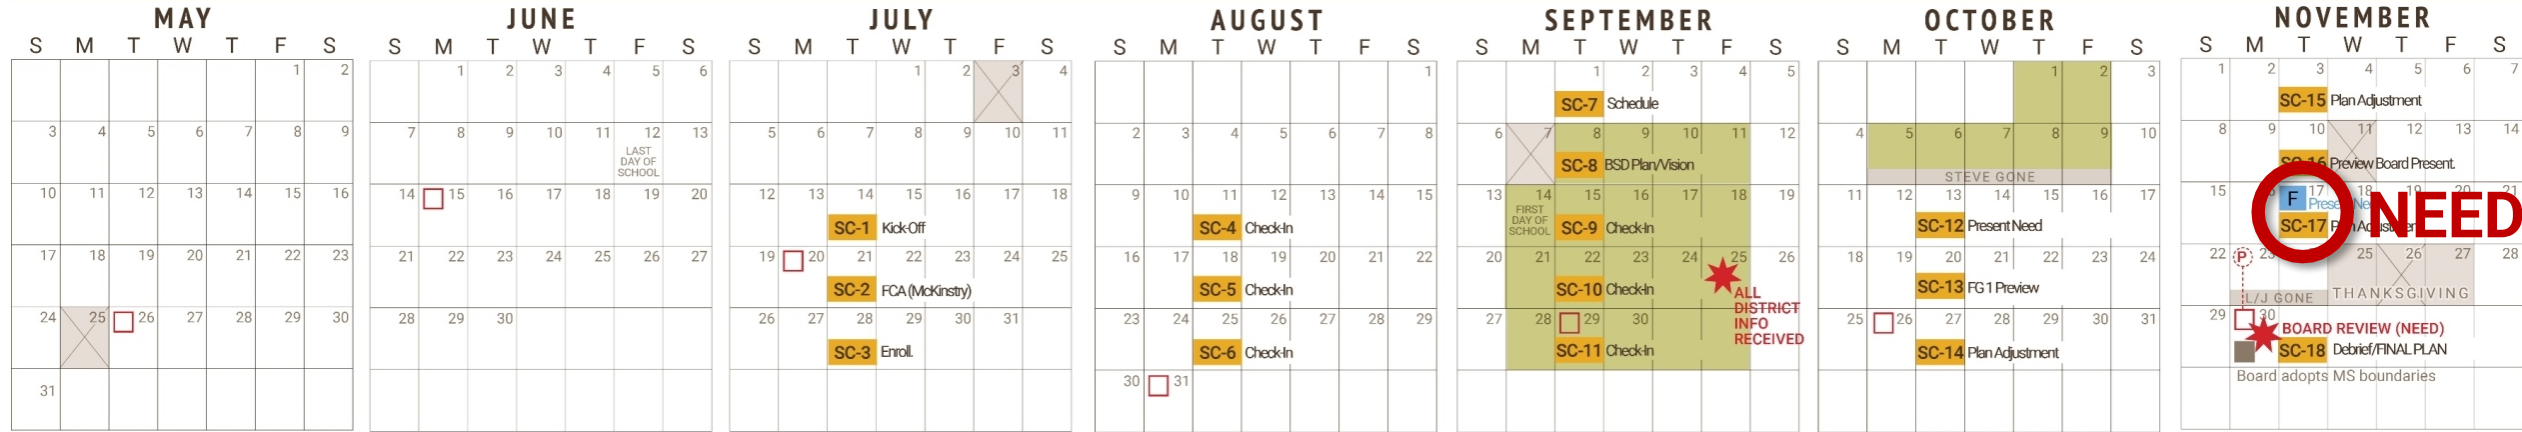 MAY
S M T W T F S
1 2
3 4 5 6 7 8 9
10 11 12 13 14 15 16
17 18 19 20 21 22 23
24 25 26 27 28 29 30
31
JUNE
S M T W T F S
1 2 3 4 5 6
7 8 9 10 11 12 13
LAST
DAY OF
SCHOOL
14 15 16 17 18 19 20
21 22 23 24 25 26 27
28 29 30
JULY
S M T W T F S
1 2 3 4
5 6 7 8 9 10 11
12 13 14 15 16 17 18
SC-1 Kick-Off
19 20 21 22 23 24 25
SC-2 FCA (McKinstry)
26 27 28 29 30 31
SC-3 Enroll.
AUGUST
S M T W T F S
1
2 3 4 5 6 7 8
9 10 11 12 13 14 15
SC-4 Check-In
16 17 18 19 20 21 22
SC-5 Check-In
23 24 25 26 27 28 29
SC-6 Check-In
30 31
SEPTEMBER
S M T W T F S
1 2 3 4 5
SC-7 Schedule
6 7 8 9 10 11 12
SC-8 BSD Plan/Vision
13 14 15 16 17 18 19
FIRST
DAY OF
SCHOOL
SC-9 Check-In
20 21 22 23 24 25 26
SC-10 Check-In
ALL
DISTRICT
INFO
RECEIVED
27 28 29 30
SC-11 Check-In
OCTOBER
S M T W T F S
1 2 3
4 5 6 7 8 9 10
STEVE GONE
11 12 13 14 15 16 17
SC-12 Present Need
18 19 20 21 22 23 24
SC-13 FG 1 Preview
25 26 27 28 29 30 31
SC-14 Plan Adjustment
NOVEMBER
S M T W T F S
1 2 3 4 5 6 7
SC-15 Plan Adjustment
8 9 10 11 12 13 14
SC-16 Preview Board Present.
15 17 18 19 20 21
F
NEED
SC-17 Plan Adjustment
22 23 25 26 27 28
P
L/J GONE THANKSGIVING
29 30
BOARD REVIEW (NEED)
SC-18 Debrief/FINAL PLAN
Board adopts MS boundaries